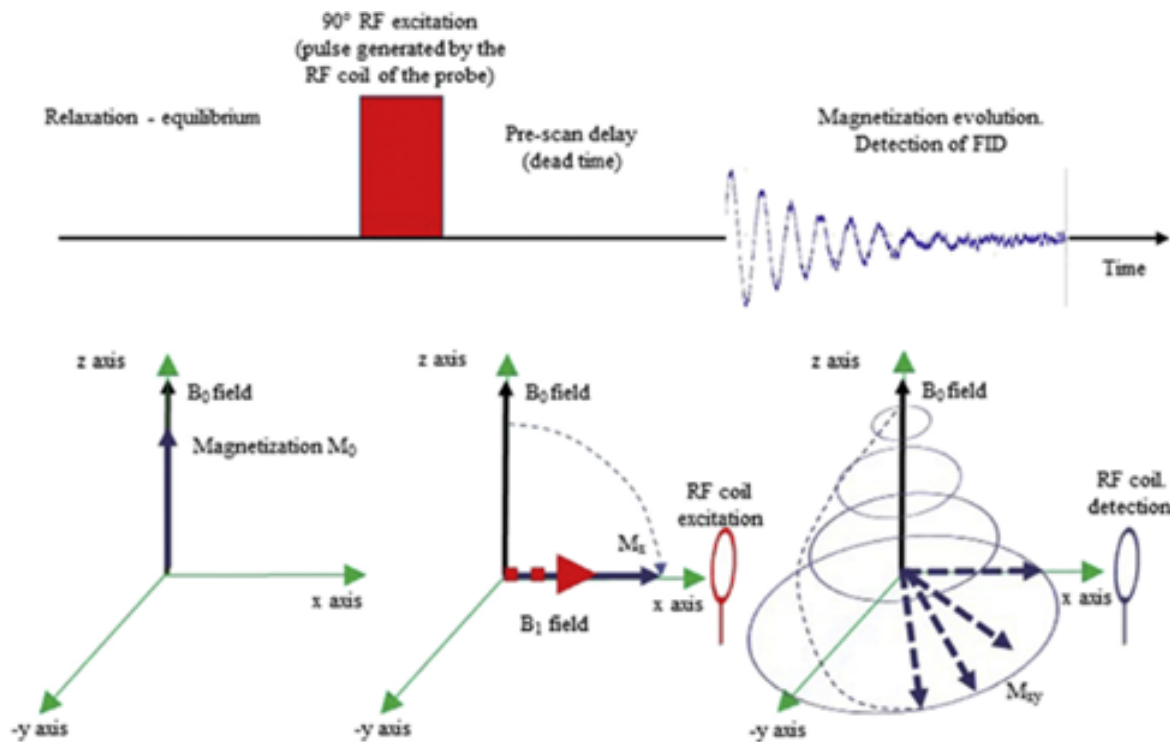 90° RF excitation
(pulse generated by the
RF coil of the probe)
Relaxation - equilibrium
Pre-scan delay
(dead time)
Magnetization evolution.
Detection of FID
Time
z axis
B₀ field
Magnetization M₀
x axis
-y axis
z axis
B₀ field
RF coil
excitation
Mₓ
x axis
B₁ field
-y axis
z axis
B₀ field
RF coil.
detection
x axis
Mxy
-y axis